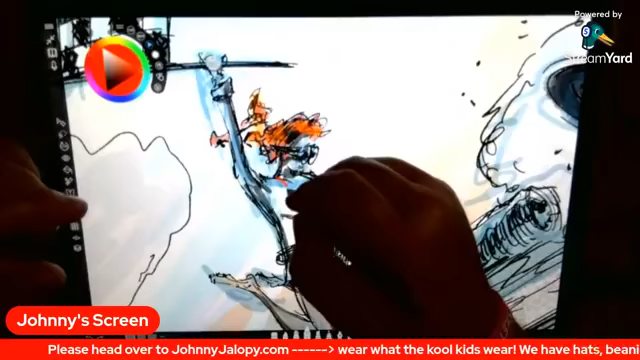 Powered by
StreamYard
Johnny's Screen
Please head over to JohnnyJalopy.com ------> wear what the kool kids wear! We have hats, beani